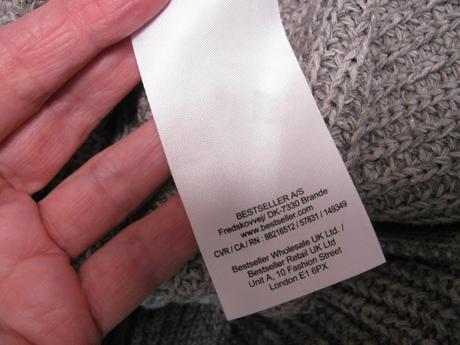 BESTSELLER A/S
Fredskovvej/ DK-7330 Brande
www.bestseller.com
CVR / CA / RN : 88216512 / 57831 / 149349
Bestseller Wholesale UK Ltd. /
Bestseller Retail UK Ltd
Unit A, 10 Fashion Street
London E1 6PX